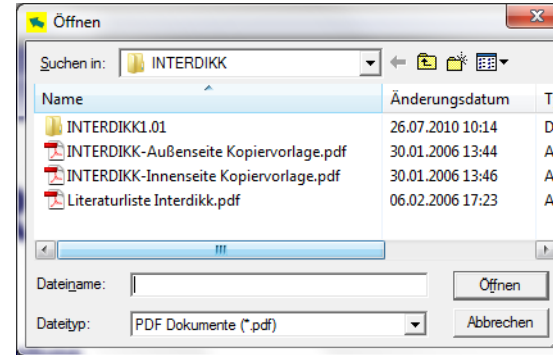 Öffnen
Suchen in: INTERDIKK
Name Änderungsdatum T
INTERDIKK1.01 26.07.2010 10:14 D
INTERDIKK-Außenseite Kopiervorlage.pdf 30.01.2006 13:44 A
INTERDIKK-Innenseite Kopiervorlage.pdf 30.01.2006 13:46 A
Literaturliste Interdikk.pdf 06.02.2006 17:23 A
Dateiname: Öffnen
Dateityp: PDF Dokumente (*.pdf) Abbrechen